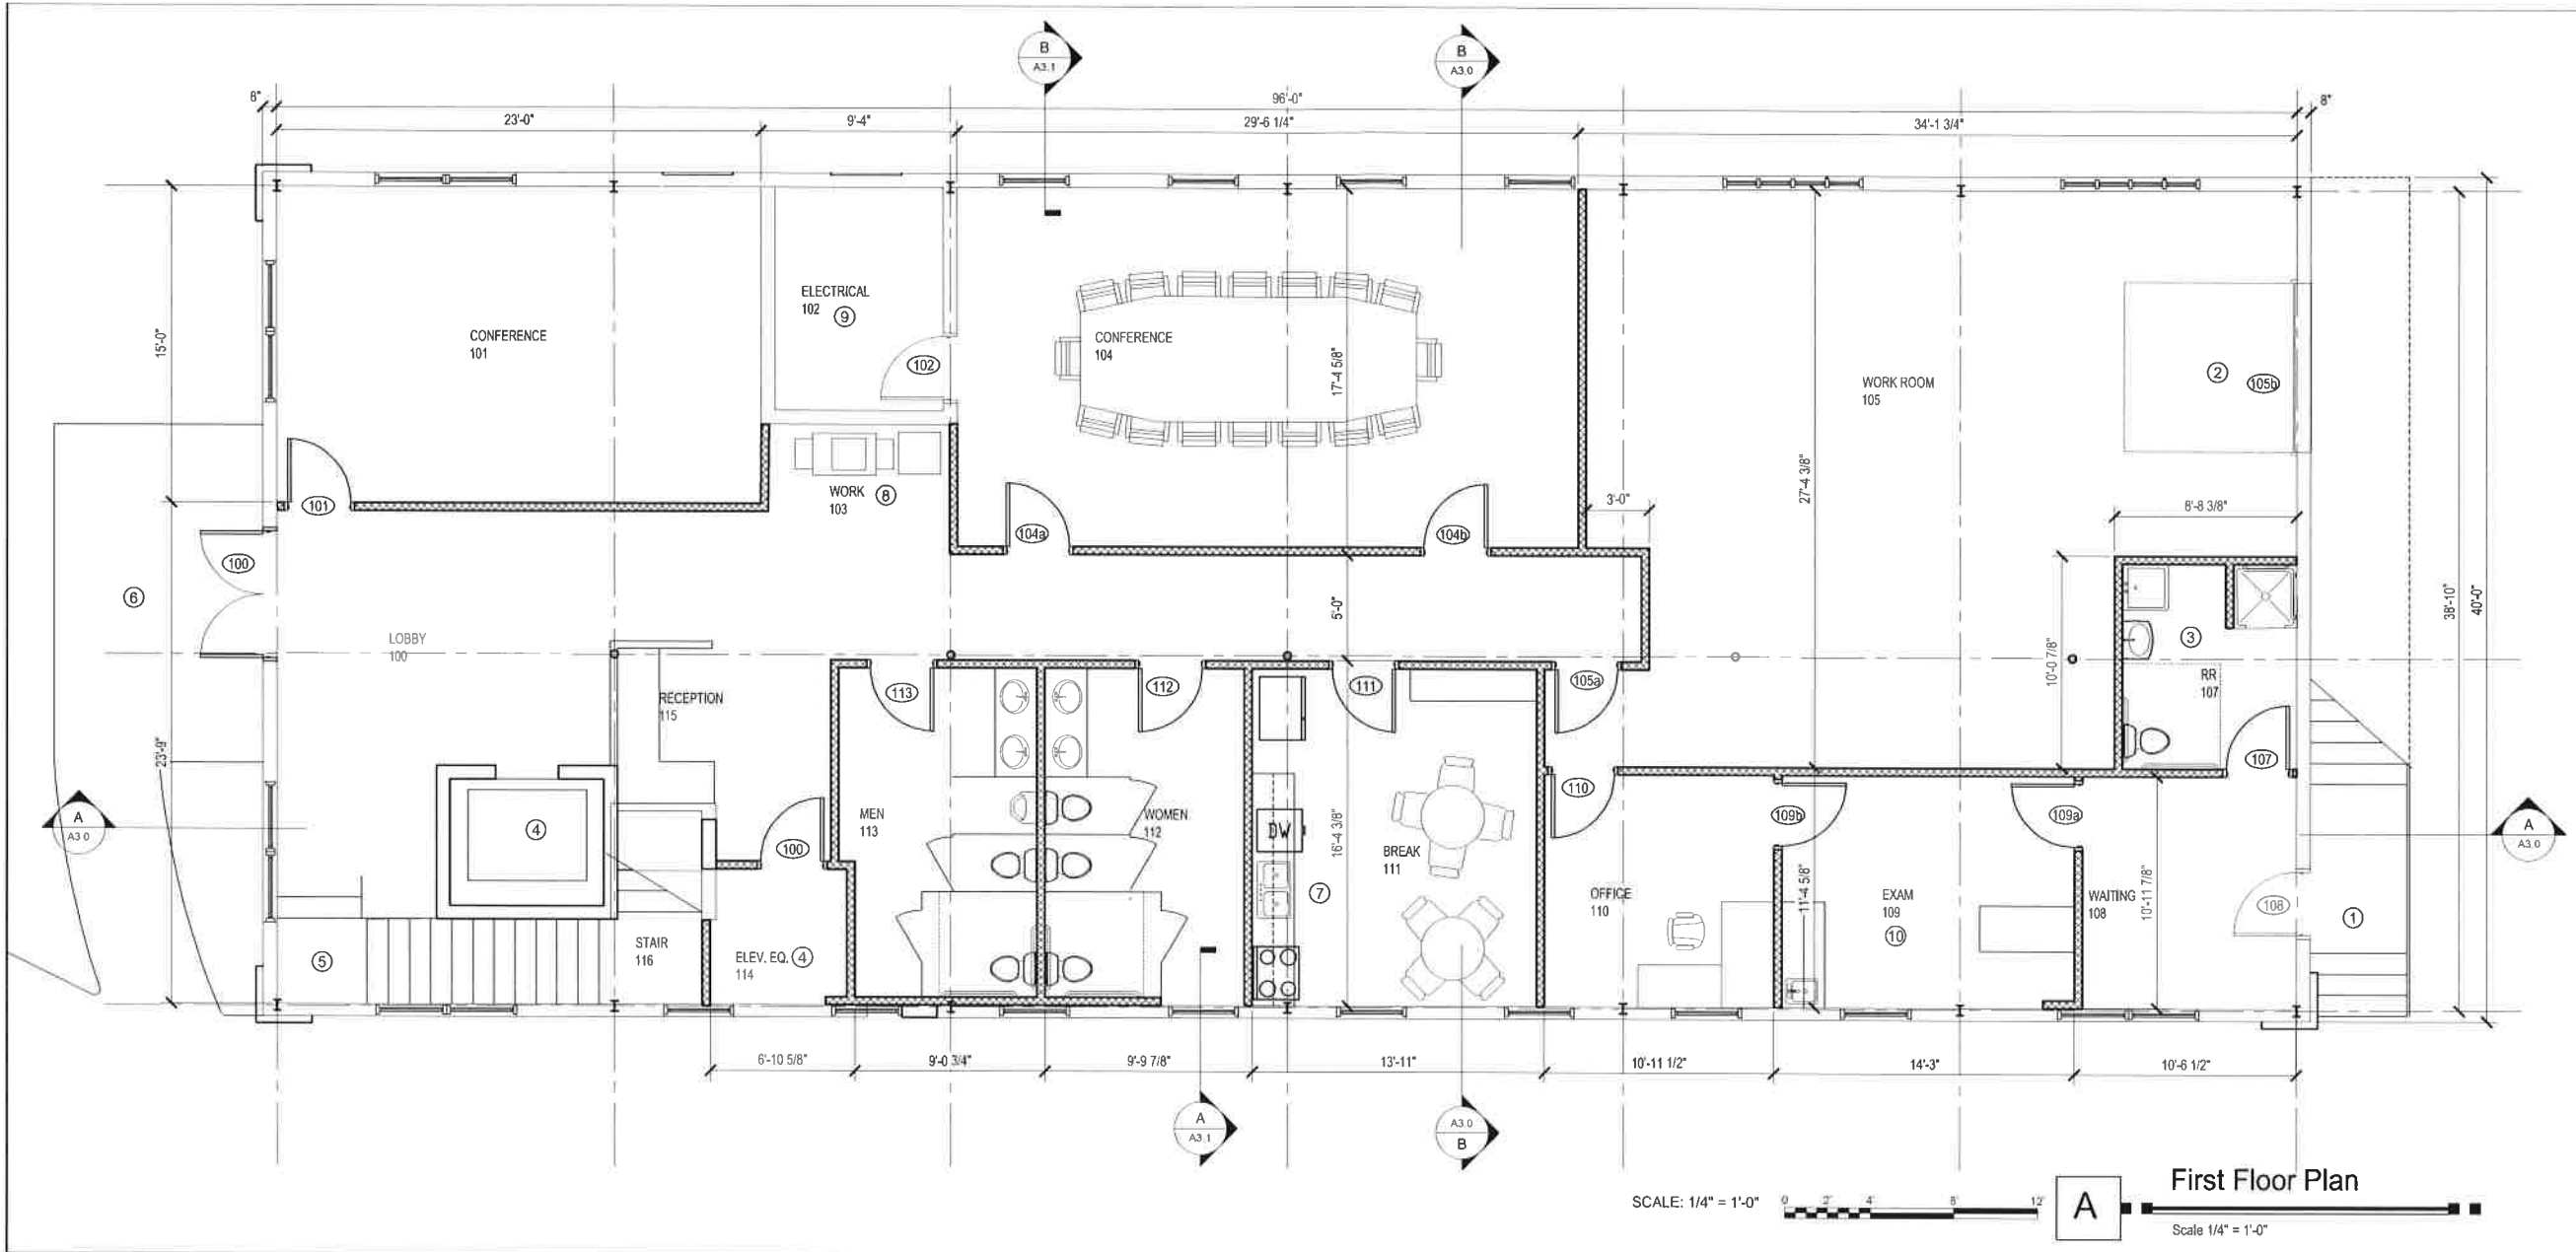 B
A3.1
B
A3.0
8"
96'-0"
8"
23'-0"
9'-4"
29'-6 1/4"
34'-1 3/4"
15'-0"
CONFERENCE
101
ELECTRICAL
102
9
102
CONFERENCE
104
17'-4 5/8"
WORK ROOM
105
2
105b
27'-4 3/8"
WORK
103
8
101
100
6
104a
104b
3'-0"
8'-8 3/8"
38'-10"
40'-0"
LOBBY
100
5'-0"
10'-0 7/8"
3
RR
107
RECEPTION
115
113
112
111
105a
107
23'-9"
A
A3.0
4
100
MEN
113
WOMEN
112
DW
16'-4 3/8"
BREAK
111
110
109b
109a
A
A3.0
7
OFFICE
110
11'-4 5/8"
EXAM
109
10
WAITING
108
10'-11 7/8"
108
1
5
STAIR
116
ELEV. EQ.
114
4
6'-10 5/8"
9'-0 3/4"
9'-9 7/8"
13'-11"
10'-11 1/2"
14'-3"
10'-6 1/2"
A
A3.1
A3.0
B
SCALE: 1/4" = 1'-0"
0 2' 4' 8' 12'
A
First Floor Plan
Scale 1/4" = 1'-0"